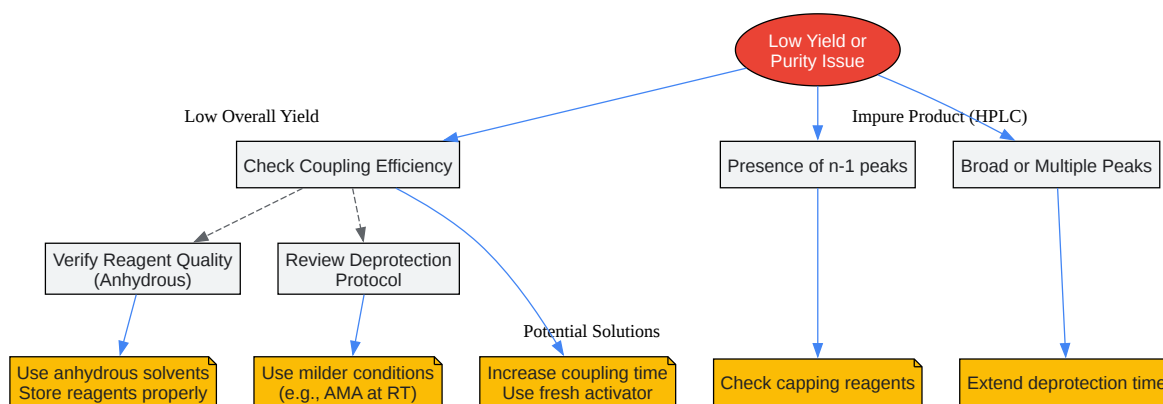 Low Yield or
Purity Issue
Low Overall Yield
Impure Product (HPLC)
Check Coupling Efficiency
Presence of n-1 peaks
Broad or Multiple Peaks
Verify Reagent Quality
(Anhydrous)
Review Deprotection
Protocol
Potential Solutions
Use anhydrous solvents
Store reagents properly
Use milder conditions
(e.g., AMA at RT)
Increase coupling time
Use fresh activator
Check capping reagents
Extend deprotection time